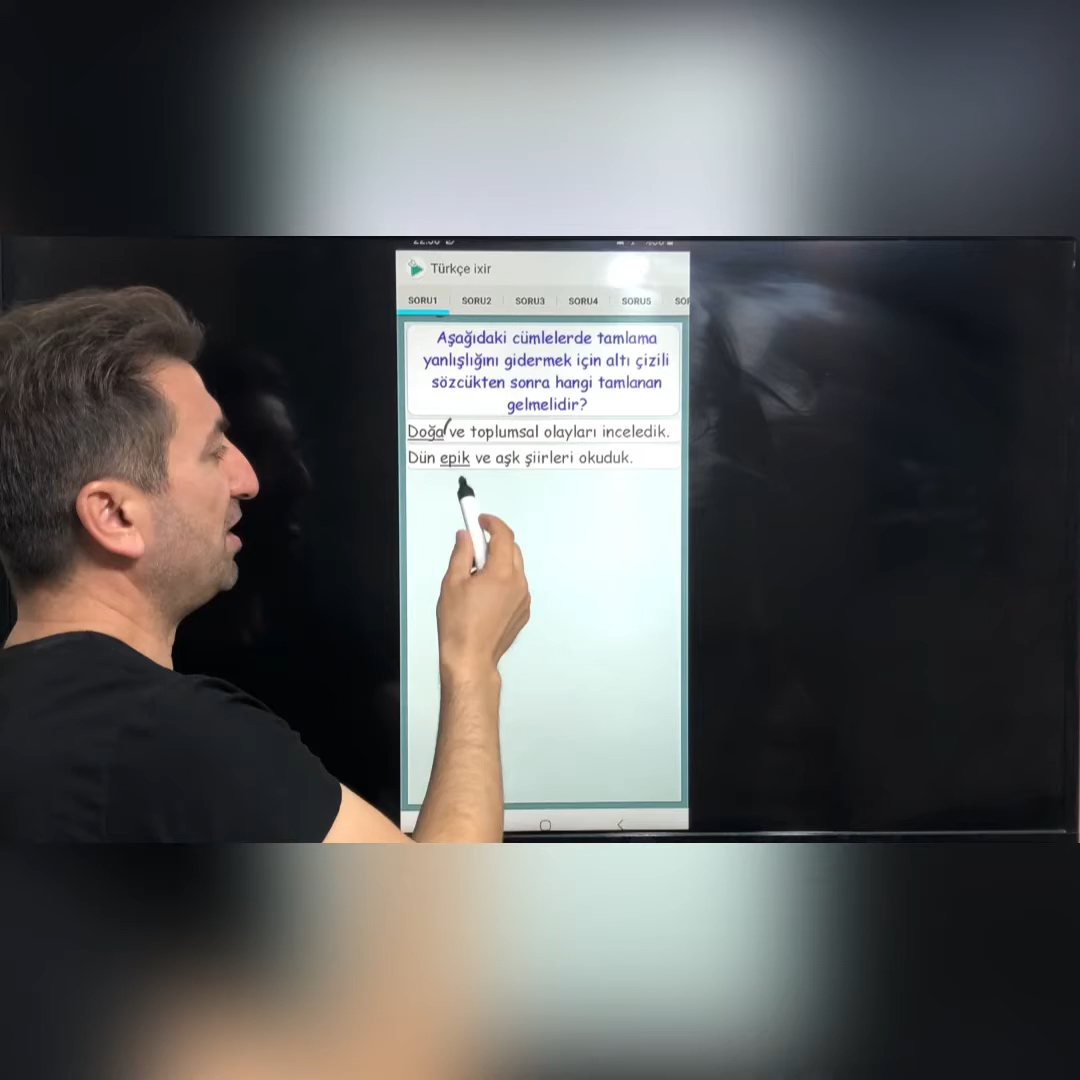 Türkçe ixir
SORU1 SORU2 SORU3 SORU4 SORU5
Aşağıdaki cümlelerde tamlama
yanlışlığını gidermek için altı çizili
sözcükten sonra hangi tamlanan
gelmelidir?
Doğa ve toplumsal olayları inceledik.
Dün epik ve aşk şiirleri okuduk.